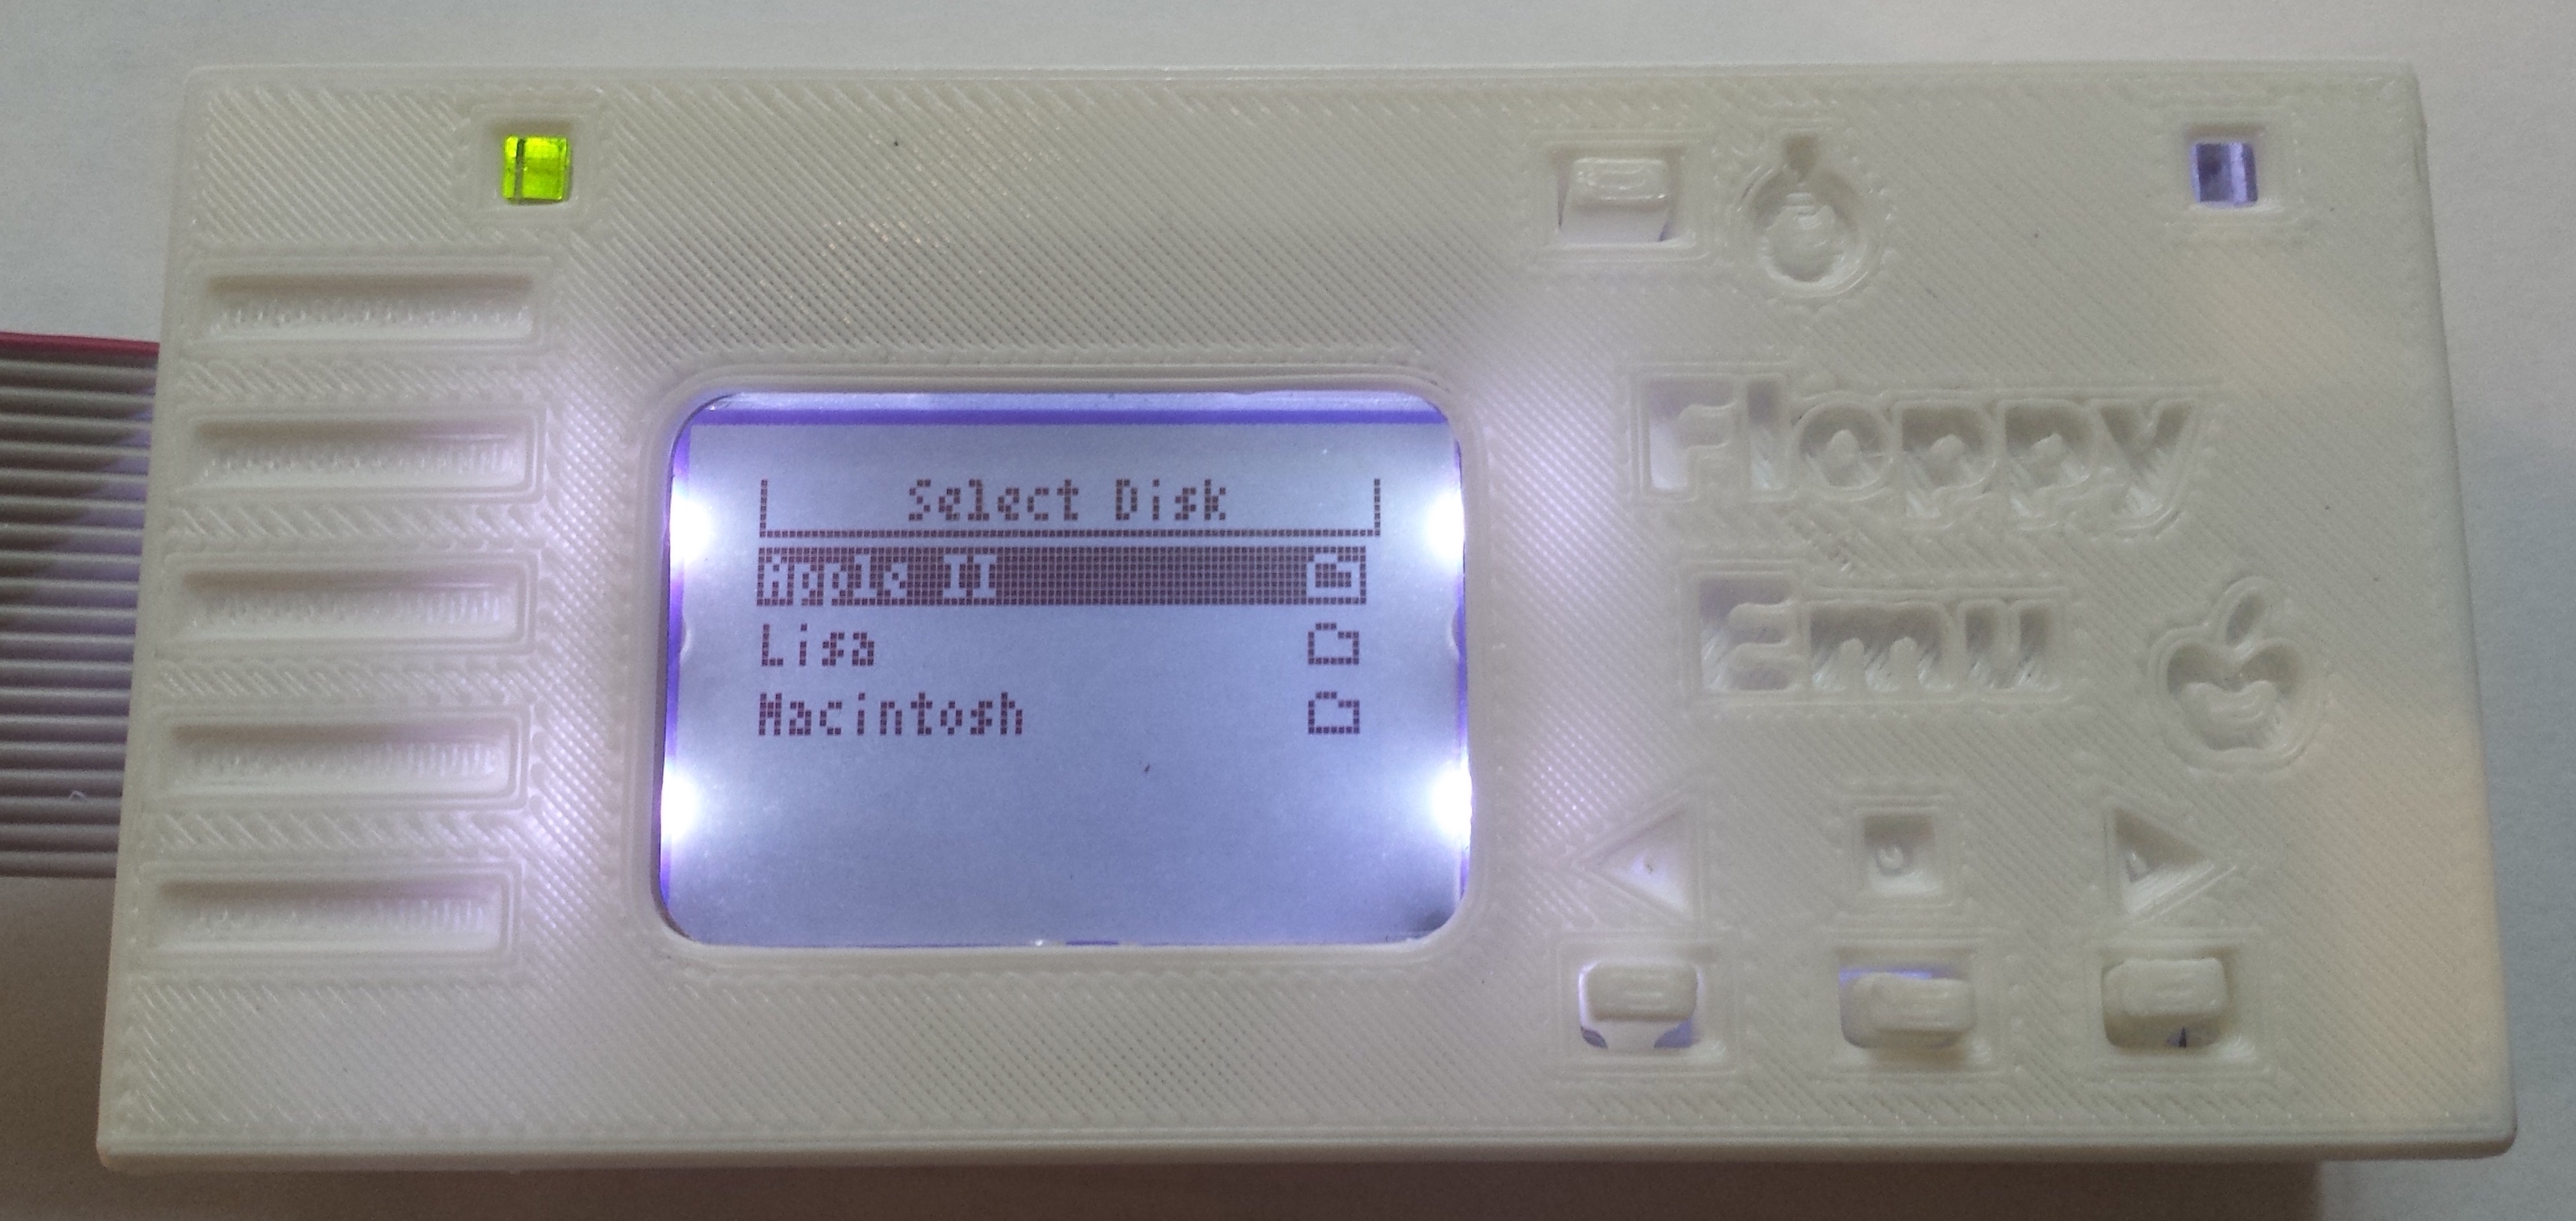 Select Disk
Apple II
Lisa
Macintosh
Floppy
Emu